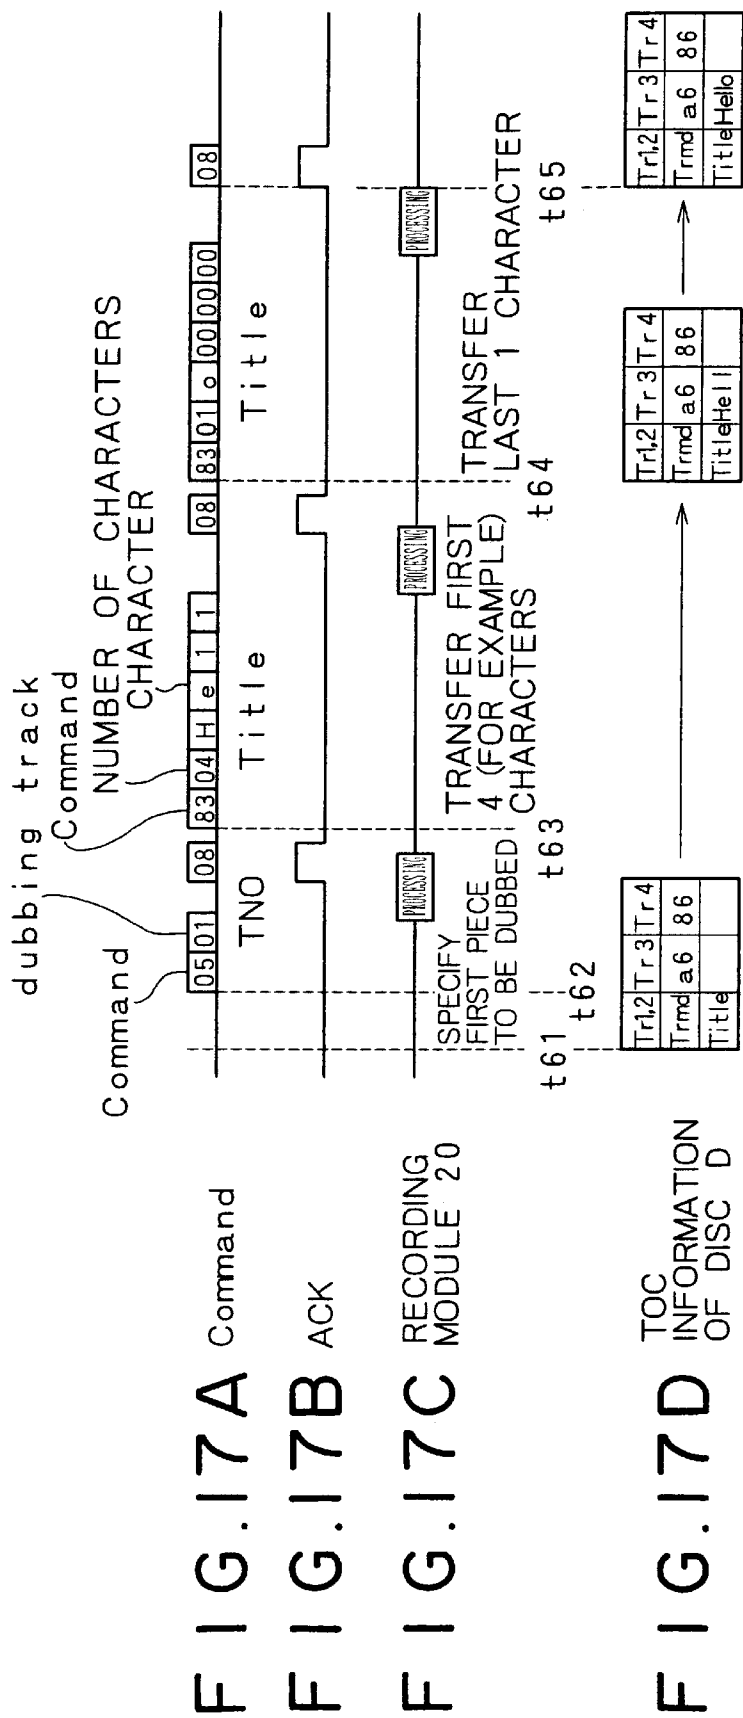 FIG.17A Command
Command
05 01
dubbing track
TNO
08
Command
NUMBER OF CHARACTERS
CHARACTER
83 04 H e l l
Title
08
83 01 o 00 00 00
Title
08
FIG.17B ACK
FIG.17C RECORDING
MODULE 20
PROCESSING
PROCESSING
PROCESSING
SPECIFY
FIRST PIECE
TO BE DUBBED
TRANSFER FIRST
4 (FOR EXAMPLE)
CHARACTERS
TRANSFER
LAST 1 CHARACTER
t61
t62
t63
t64
t65
FIG.17D TOC
INFORMATION
OF DISC D
Tr1,2 Tr3 Tr4
Trmd a6 86
Title
Tr1,2 Tr3 Tr4
Trmd a6 86
Title Hell
Tr1,2 Tr3 Tr4
Trmd a6 86
Title Hello